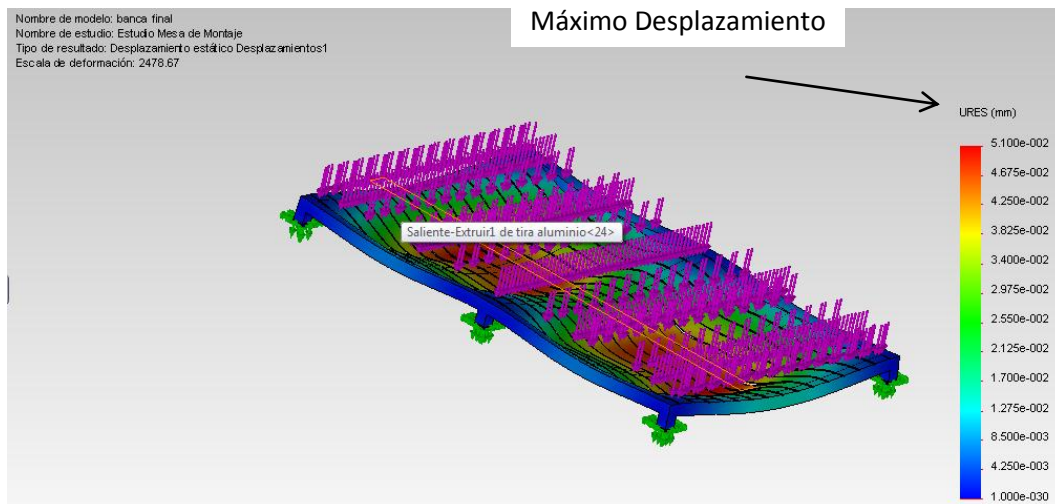 Nombre de modelo: banca final
Nombre de estudio: Estudio Mesa de Montaje
Tipo de resultado: Desplazamiento estático Desplazamientos1
Escala de deformación: 2478.67
Máximo Desplazamiento
URES (mm)
5.100e-002
4.675e-002
4.250e-002
3.825e-002
3.400e-002
2.975e-002
2.550e-002
2.125e-002
1.700e-002
1.275e-002
8.500e-003
4.250e-003
1.000e-030
Saliente-Extruir1 de tira aluminio<24>